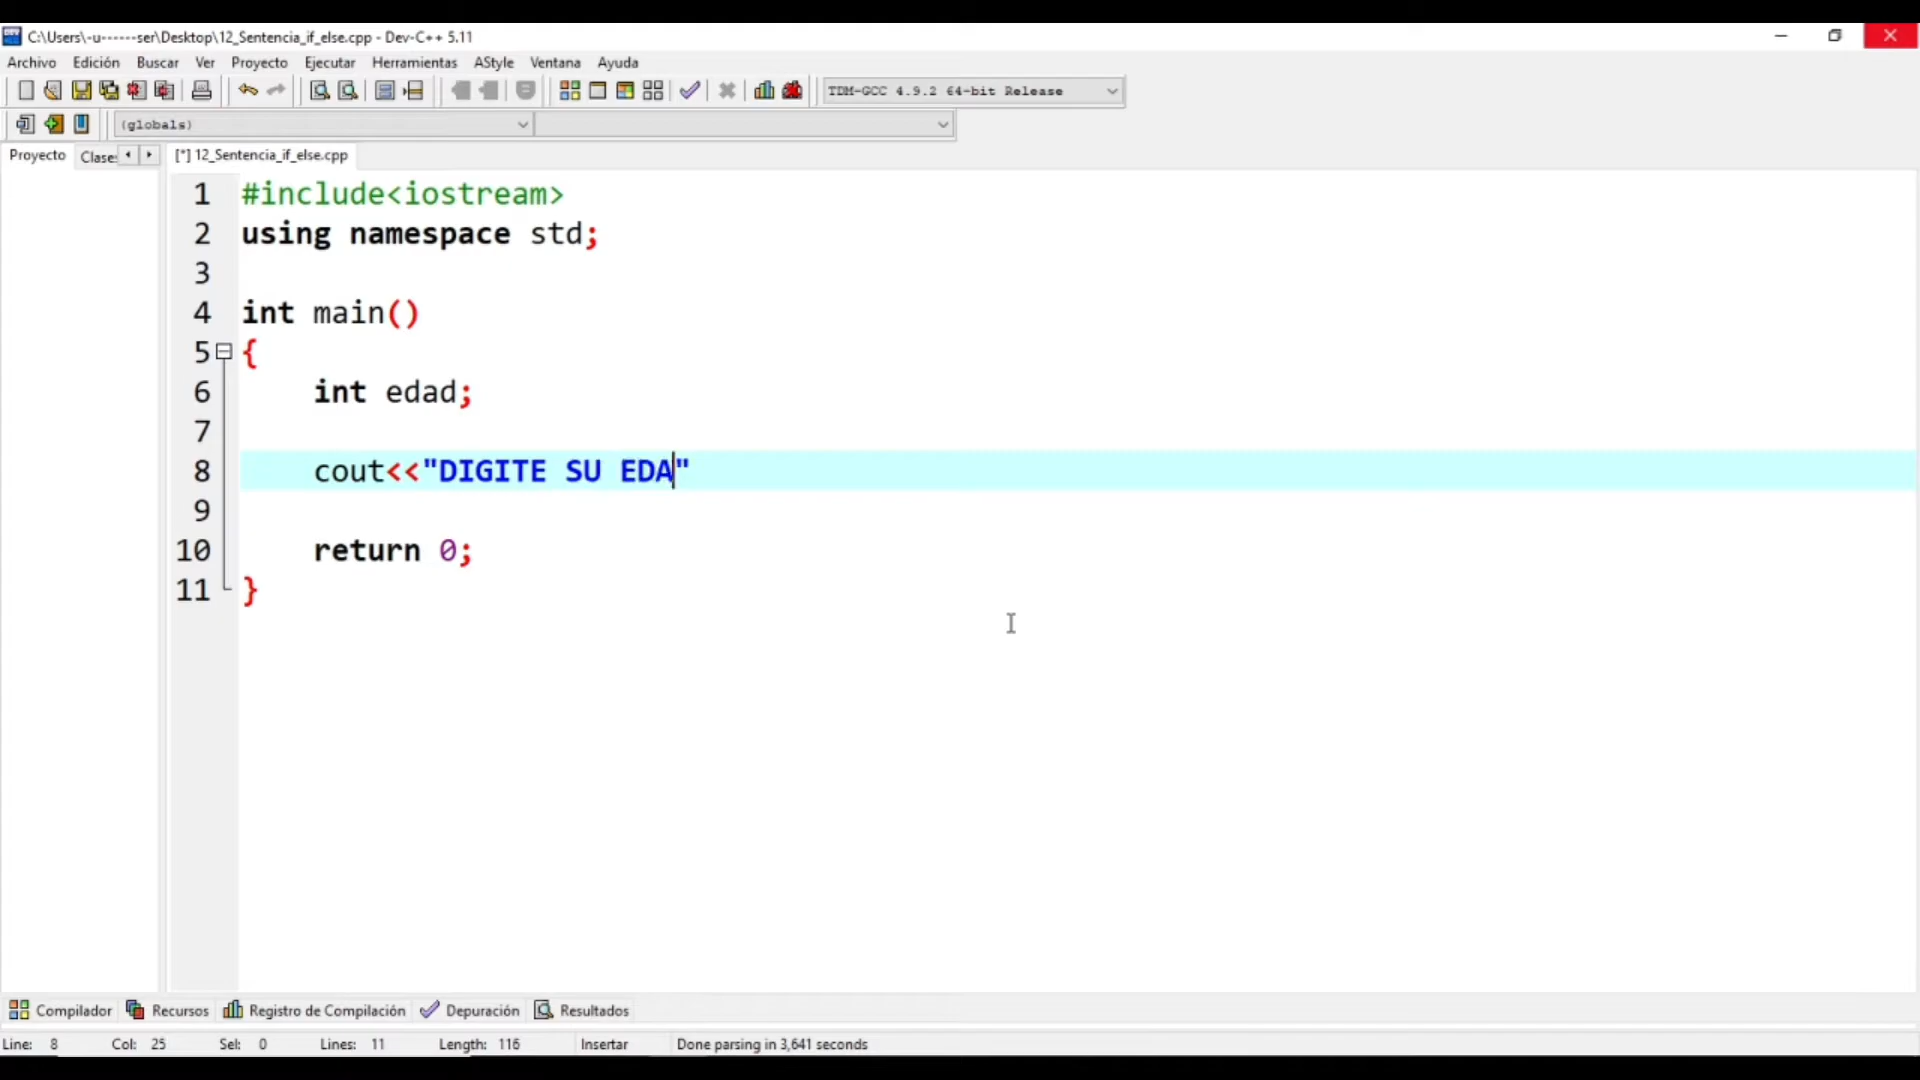 C:\Users\-u------ser\Desktop\12_Sentencia_if_else.cpp - Dev-C++ 5.11
Archivo Edición Buscar Ver Proyecto Ejecutar Herramientas AStyle Ventana Ayuda
TDM-GCC 4.9.2 64-bit Release
(globals)
Proyecto Clase [*] 12_Sentencia_if_else.cpp
1 #include<iostream>
2 using namespace std;
3
4 int main()
5 {
6 int edad;
7
8 cout<<"DIGITE SU EDA"
9
10 return 0;
11 }
Compilador Recursos Registro de Compilación Depuración Resultados
Line: 8 Col: 25 Sel: 0 Lines: 11 Length: 116 Insertar Done parsing in 3,641 seconds